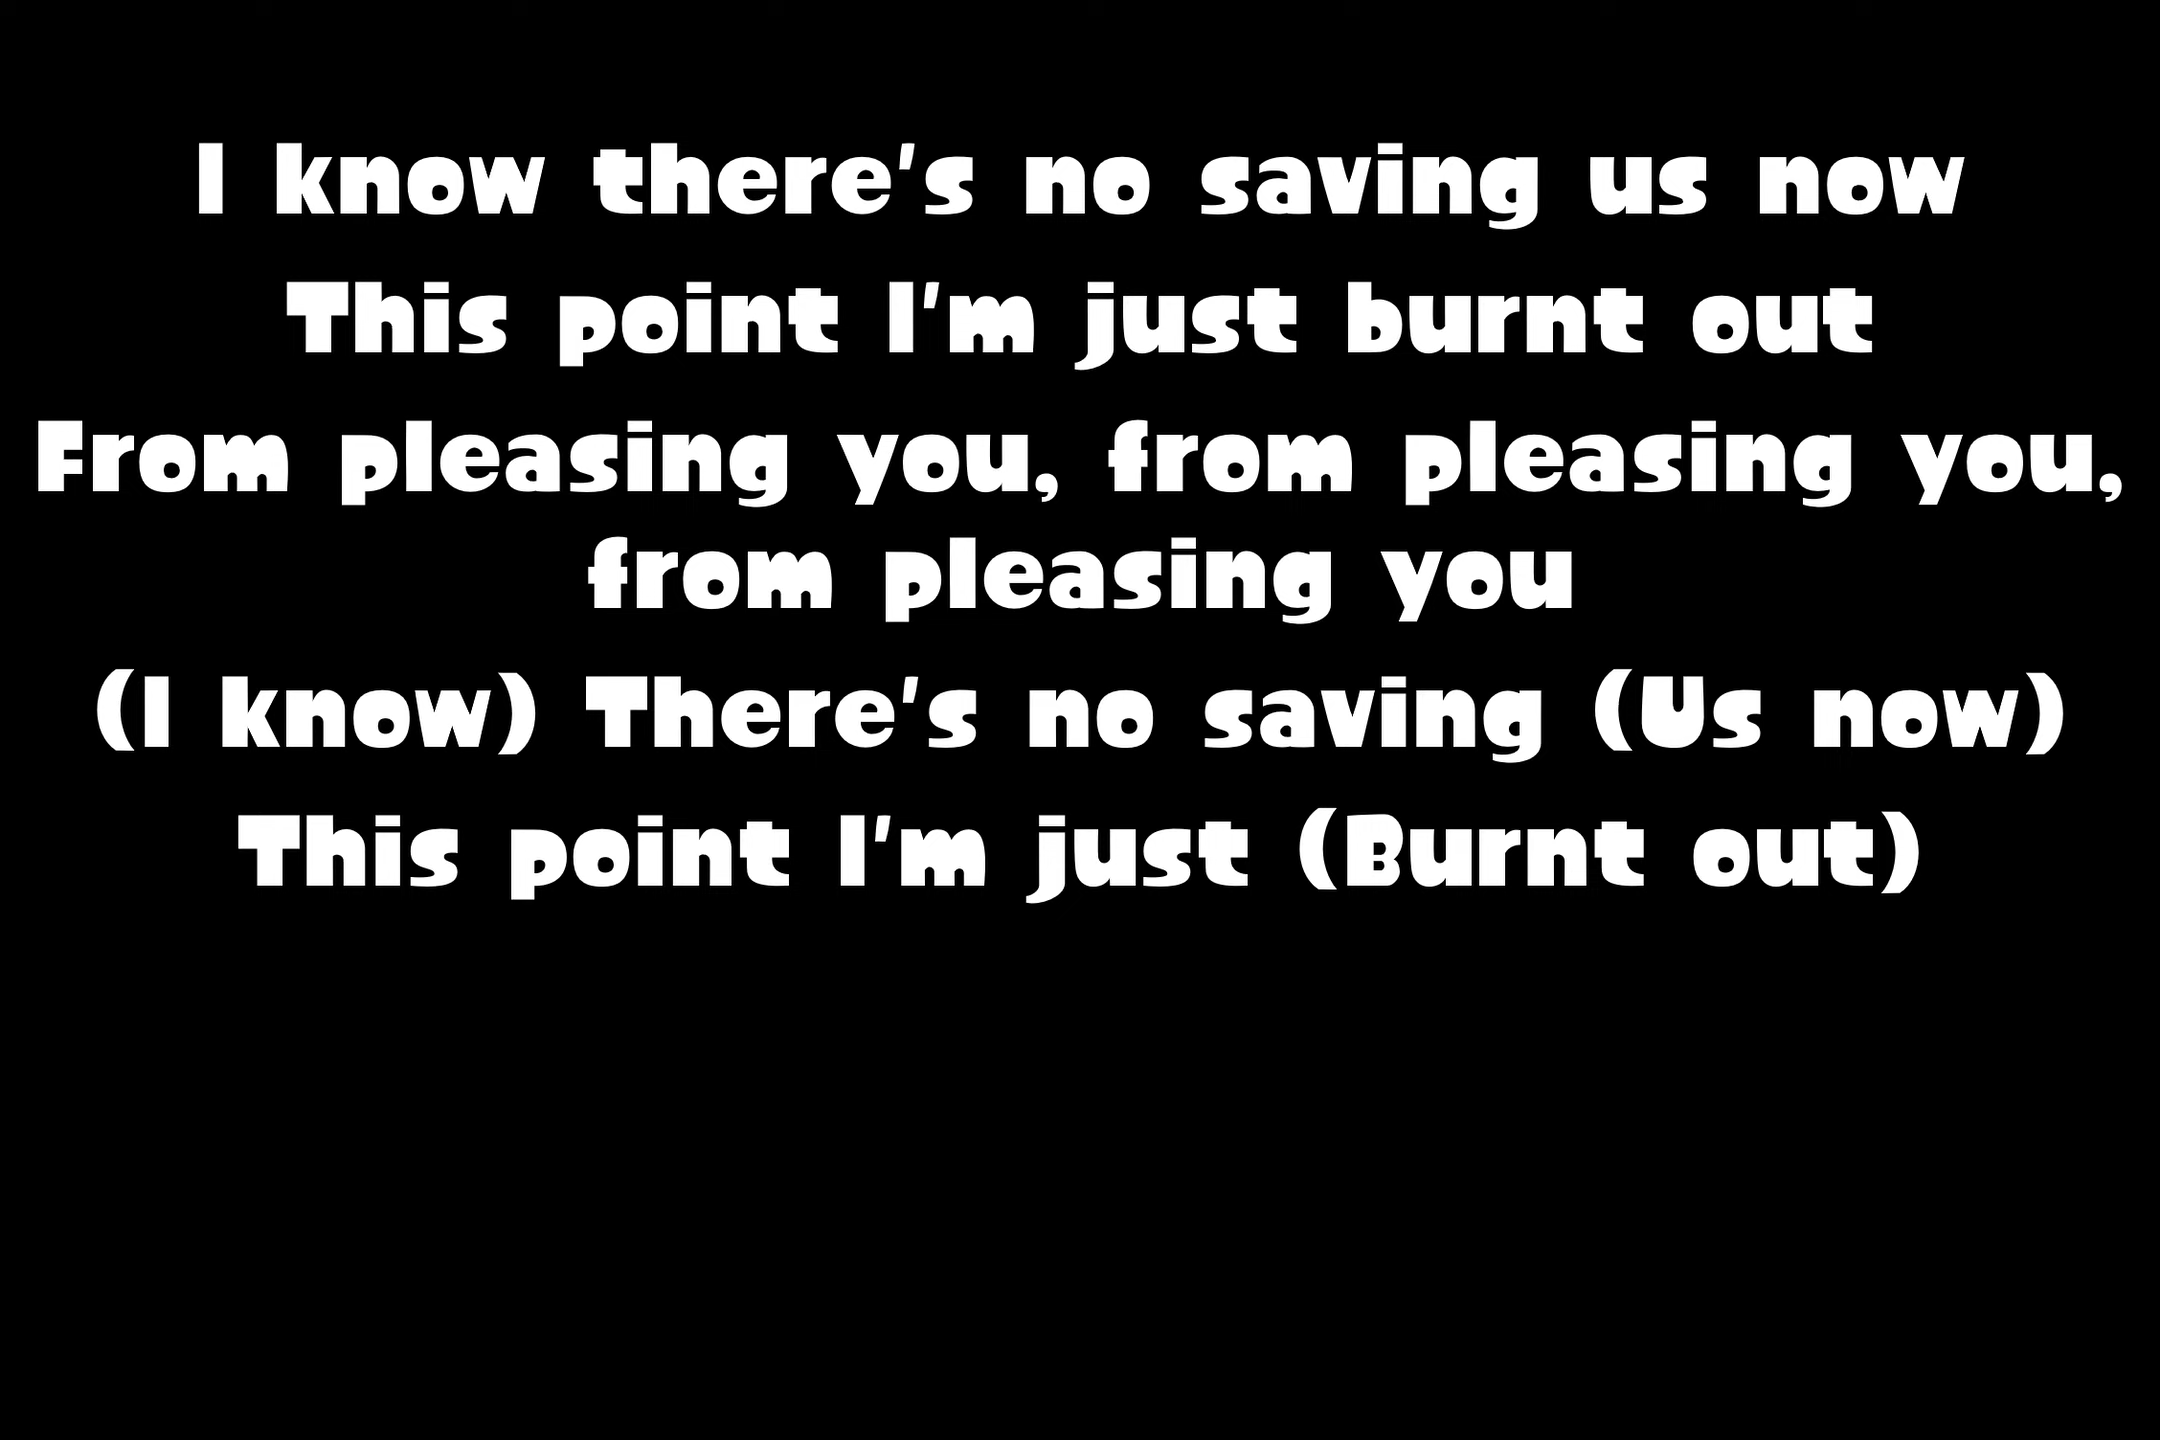 I know there's no saving us now
This point I'm just burnt out
From pleasing you, from pleasing you,
from pleasing you
(I know) There's no saving (Us now)
This point I'm just (Burnt out)